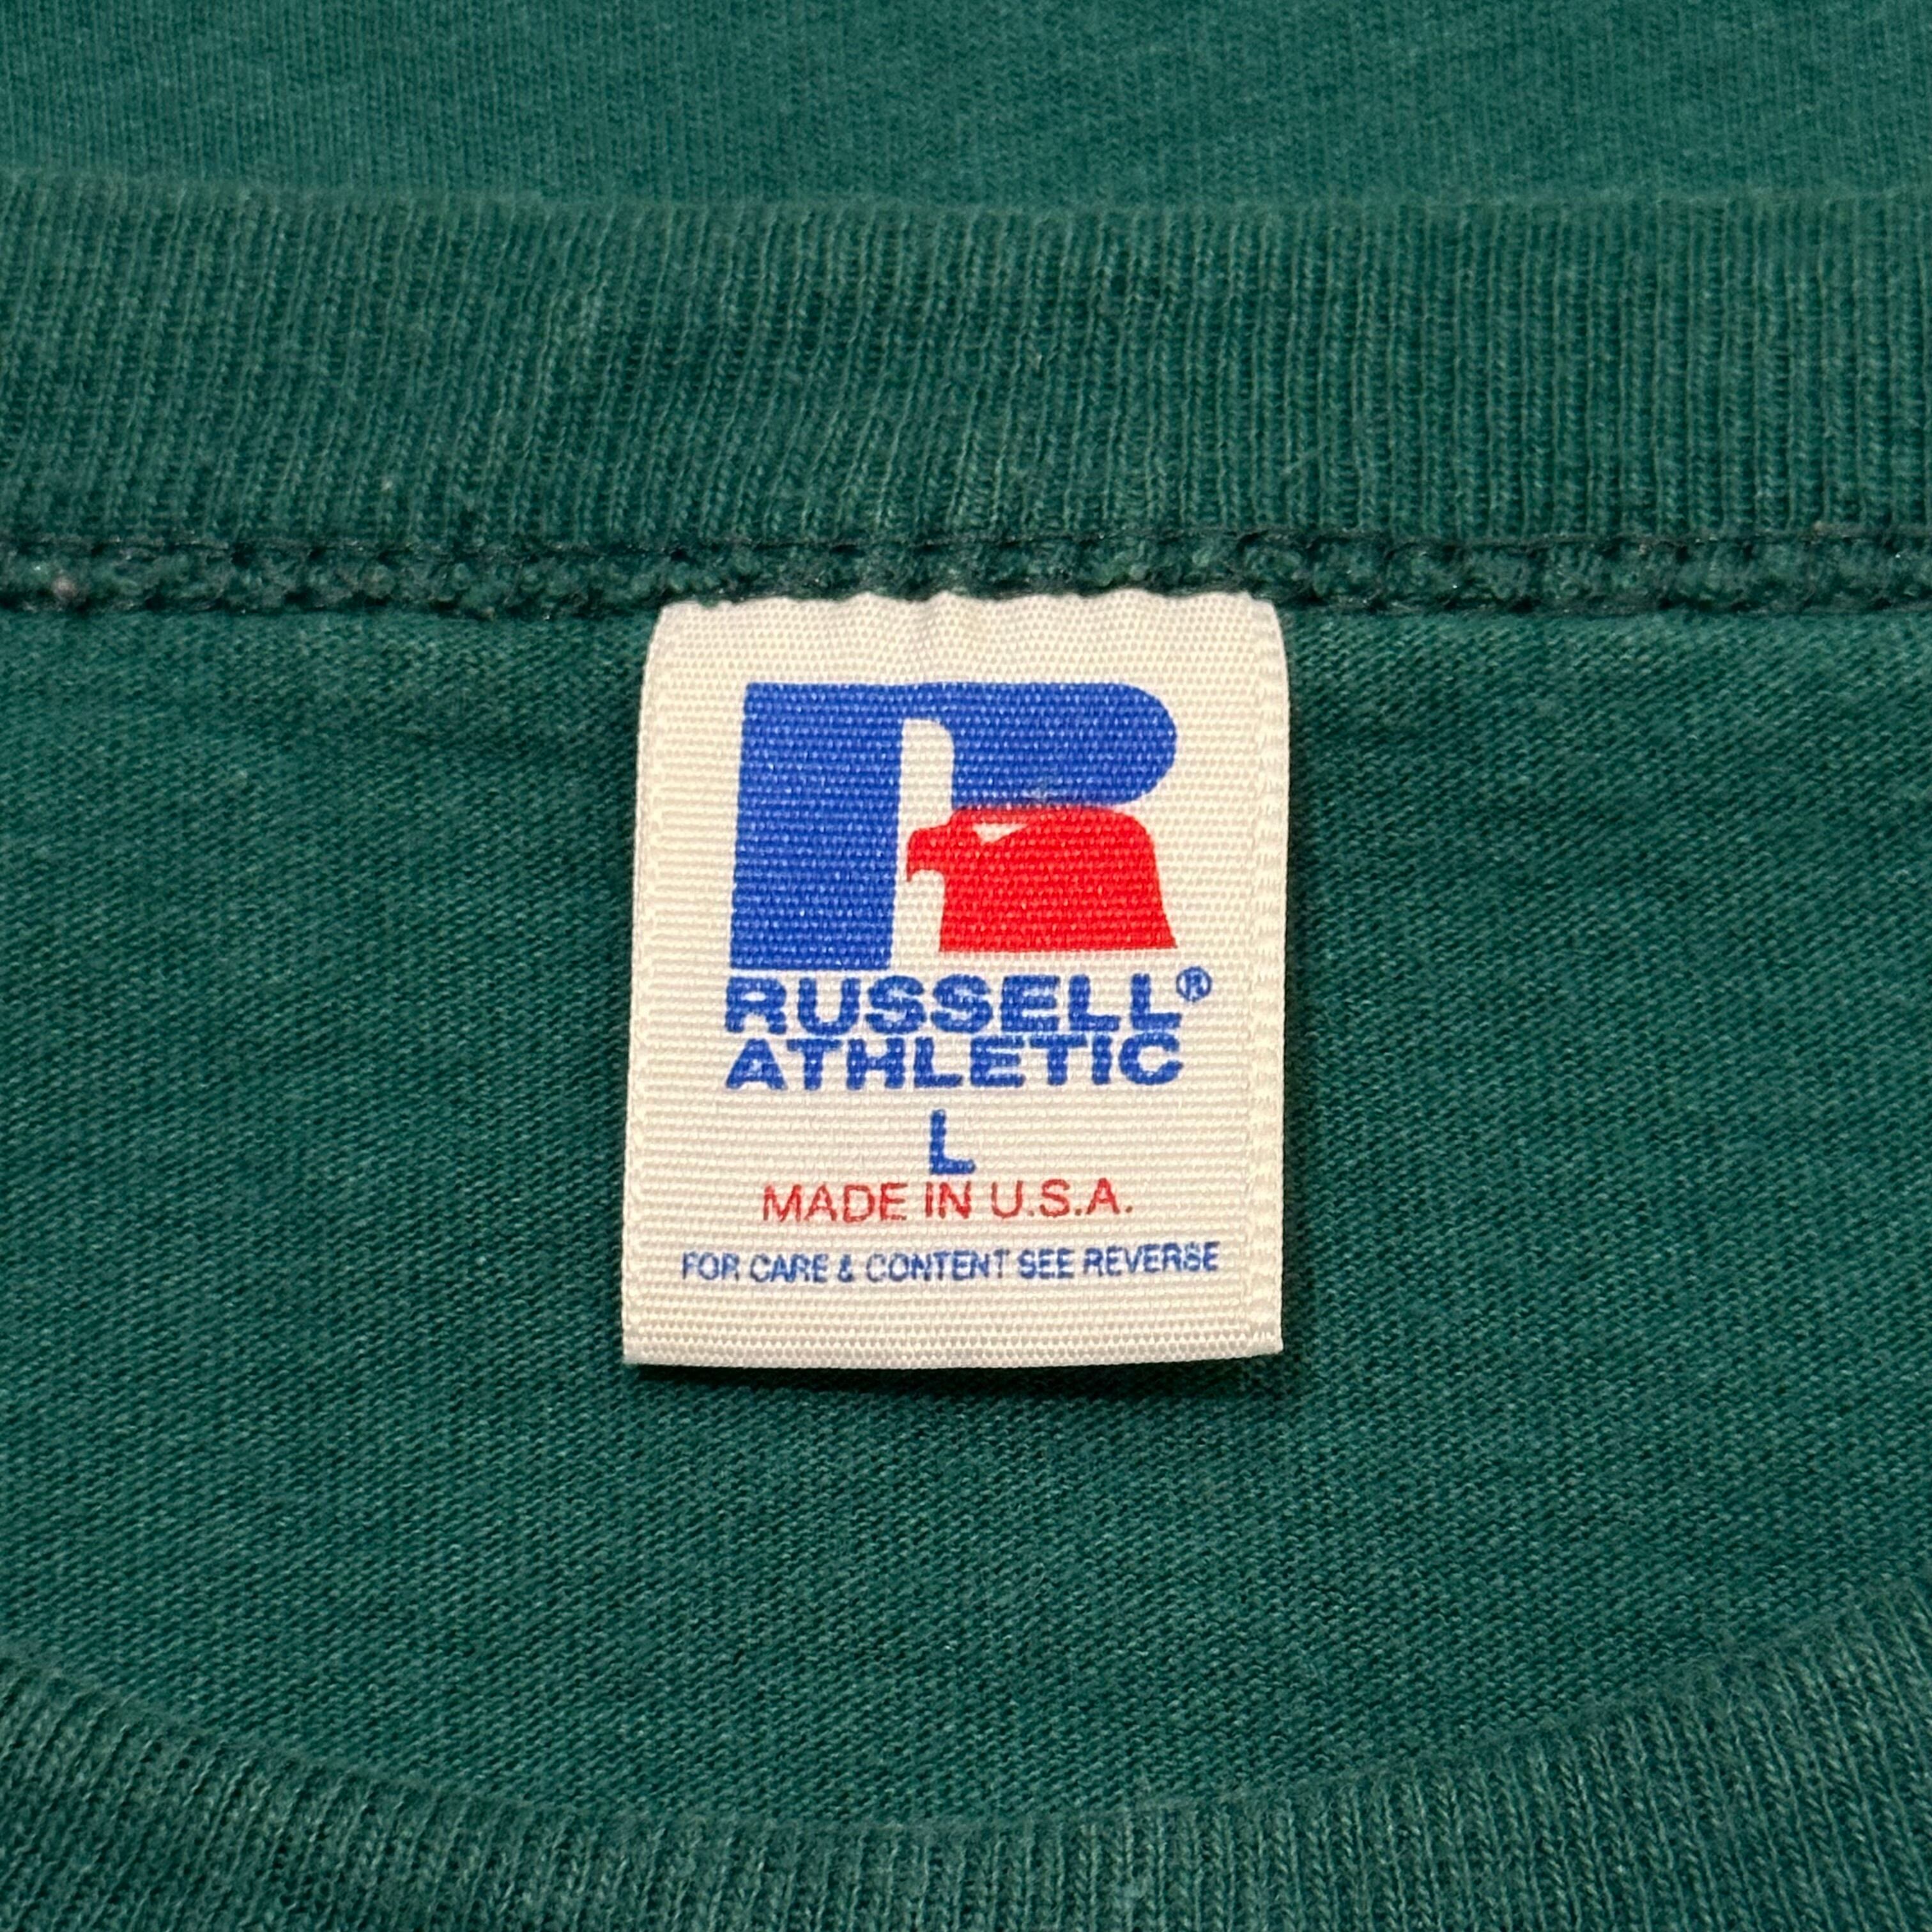 RUSSELL®
ATHLETIC
L
MADE IN U.S.A.
FOR CARE & CONTENT SEE REVERSE